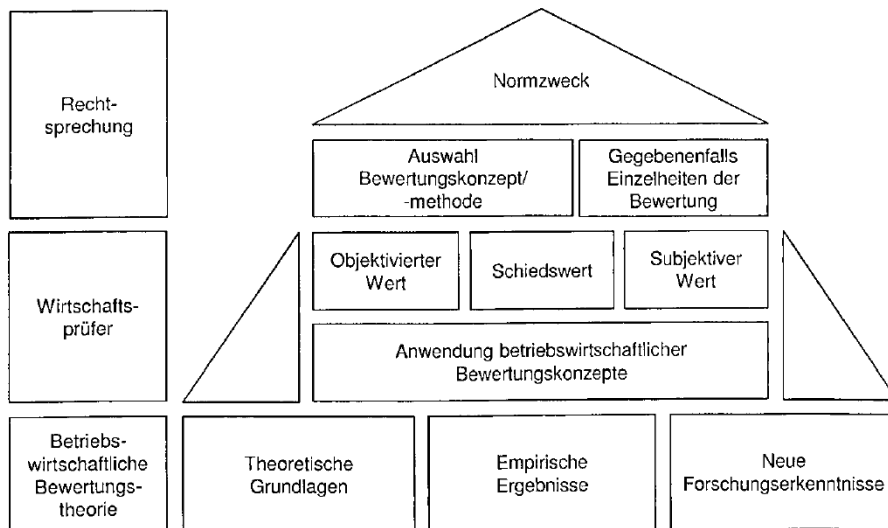 Recht-
sprechung
Normzweck
Auswahl
Bewertungskonzept/
-methode
Gegebenenfalls
Einzelheiten der
Bewertung
Wirtschafts-
prüfer
Objektivierter
Wert
Schiedswert
Subjektiver
Wert
Anwendung betriebswirtschaftlicher
Bewertungskonzepte
Betriebs-
wirtschaftliche
Bewertungs-
theorie
Theoretische
Grundlagen
Empirische
Ergebnisse
Neue
Forschungserkenntnisse